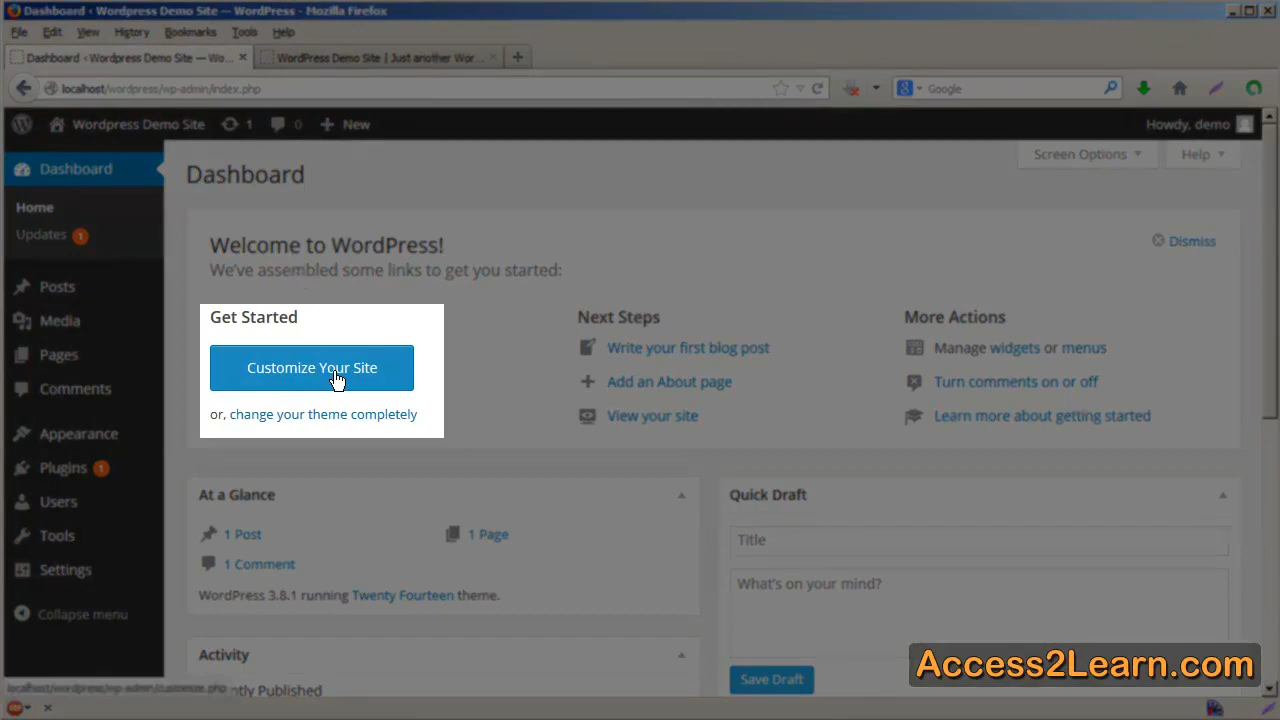 Dashboard ‹ Wordpress Demo Site — WordPress - Mozilla Firefox
File Edit View History Bookmarks Tools Help
Dashboard ‹ Wordpress Demo Site — Wo... WordPress Demo Site | Just another Wor...
localhost/wordpress/wp-admin/index.php Google
Wordpress Demo Site 1 0 New Howdy, demo
Screen Options Help
Dashboard
Dashboard
Home
Updates 1
Posts
Media
Pages
Comments
Appearance
Plugins 1
Users
Tools
Settings
Collapse menu
Welcome to WordPress!
We've assembled some links to get you started:
Dismiss
Get Started
Customize Your Site
or, change your theme completely
Next Steps
Write your first blog post
Add an About page
View your site
More Actions
Manage widgets or menus
Turn comments on or off
Learn more about getting started
At a Glance
1 Post 1 Page
1 Comment
WordPress 3.8.1 running Twenty Fourteen theme.
Activity
ntly Published
Quick Draft
Title
What's on your mind?
Save Draft
Access2Learn.com
localhost/wordpress/wp-admin/customize.php